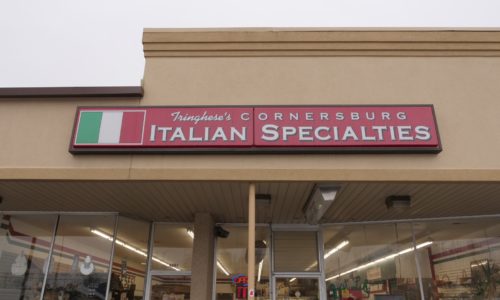 Tringhese's CORNERSBURG
ITALIAN SPECIALTIES